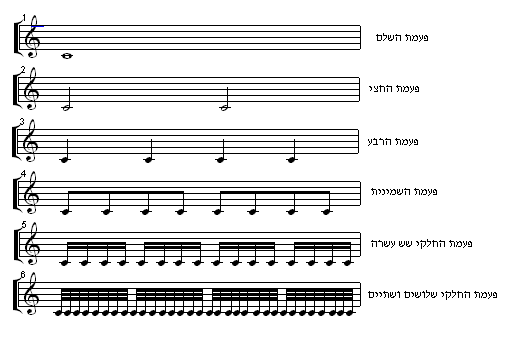 1
פעמת השלם
2
פעמת החצי
3
פעמת הרבע
4
פעמת השמינית
5
פעמת החלקי שש עשרה
6
פעמת החלקי שלושים ושתיים